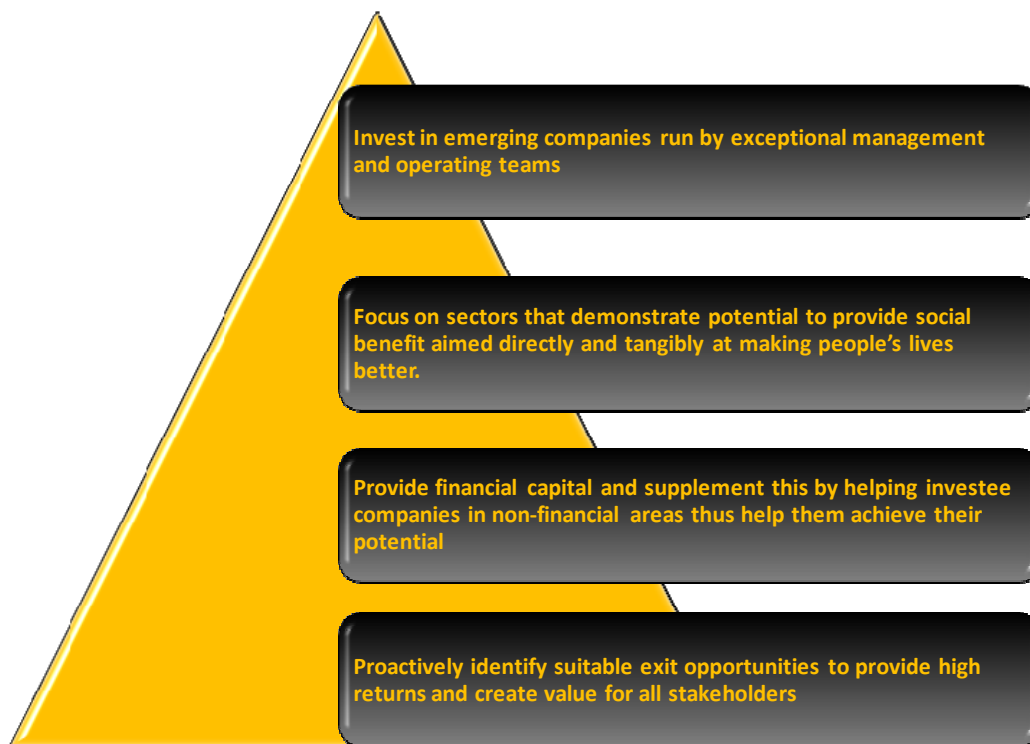 Invest in emerging companies run by exceptional management
and operating teams
Focus on sectors that demonstrate potential to provide social
benefit aimed directly and tangibly at making people’s lives
better.
Provide financial capital and supplement this by helping investee
companies in non-financial areas thus help them achieve their
potential
Proactively identify suitable exit opportunities to provide high
returns and create value for all stakeholders